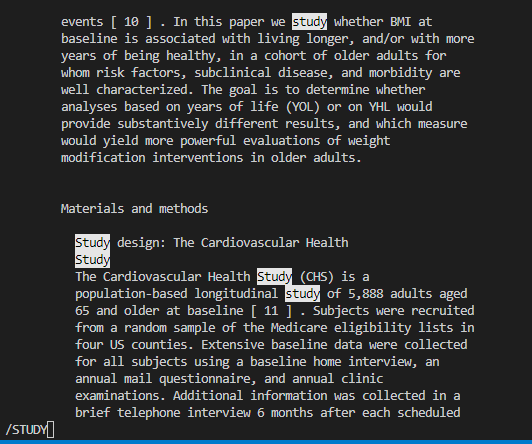 events [ 10 ] . In this paper we study whether BMI at
baseline is associated with living longer, and/or with more
years of being healthy, in a cohort of older adults for
whom risk factors, subclinical disease, and morbidity are
well characterized. The goal is to determine whether
analyses based on years of life (YOL) or on YHL would
provide substantively different results, and which measure
would yield more powerful evaluations of weight
modification interventions in older adults.
Materials and methods
Study design: The Cardiovascular Health
Study
The Cardiovascular Health Study (CHS) is a
population-based longitudinal study of 5,888 adults aged
65 and older at baseline [ 11 ] . Subjects were recruited
from a random sample of the Medicare eligibility lists in
four US counties. Extensive baseline data were collected
for all subjects using a baseline home interview, an
annual mail questionnaire, and annual clinic
examinations. Additional information was collected in a
brief telephone interview 6 months after each scheduled
/STUDY